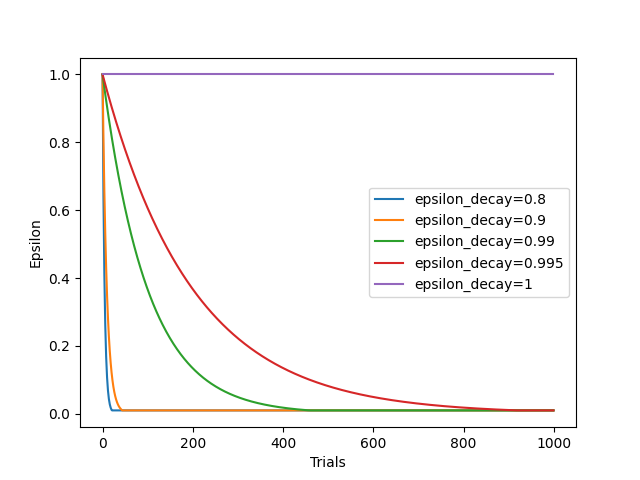 1.0
0.8
0.6
0.4
0.2
0.0
Epsilon
epsilon_decay=0.8
epsilon_decay=0.9
epsilon_decay=0.99
epsilon_decay=0.995
epsilon_decay=1
0 200 400 600 800 1000
Trials